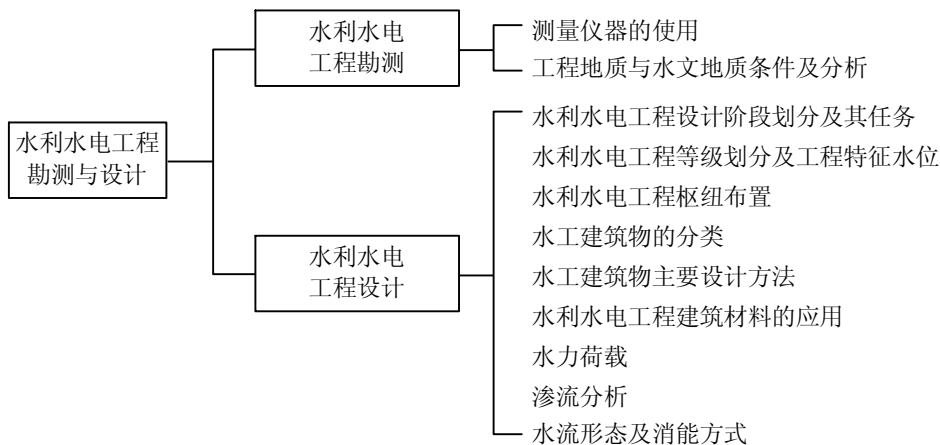 水利水电工程
勘测与设计
水利水电
工程勘测
测量仪器的使用
工程地质与水文地质条件及分析
水利水电
工程设计
水利水电工程设计阶段划分及其任务
水利水电工程等级划分及工程特征水位
水利水电工程枢纽布置
水工建筑物的分类
水工建筑物主要设计方法
水利水电工程建筑材料的应用
水力荷载
渗流分析
水流形态及消能方式